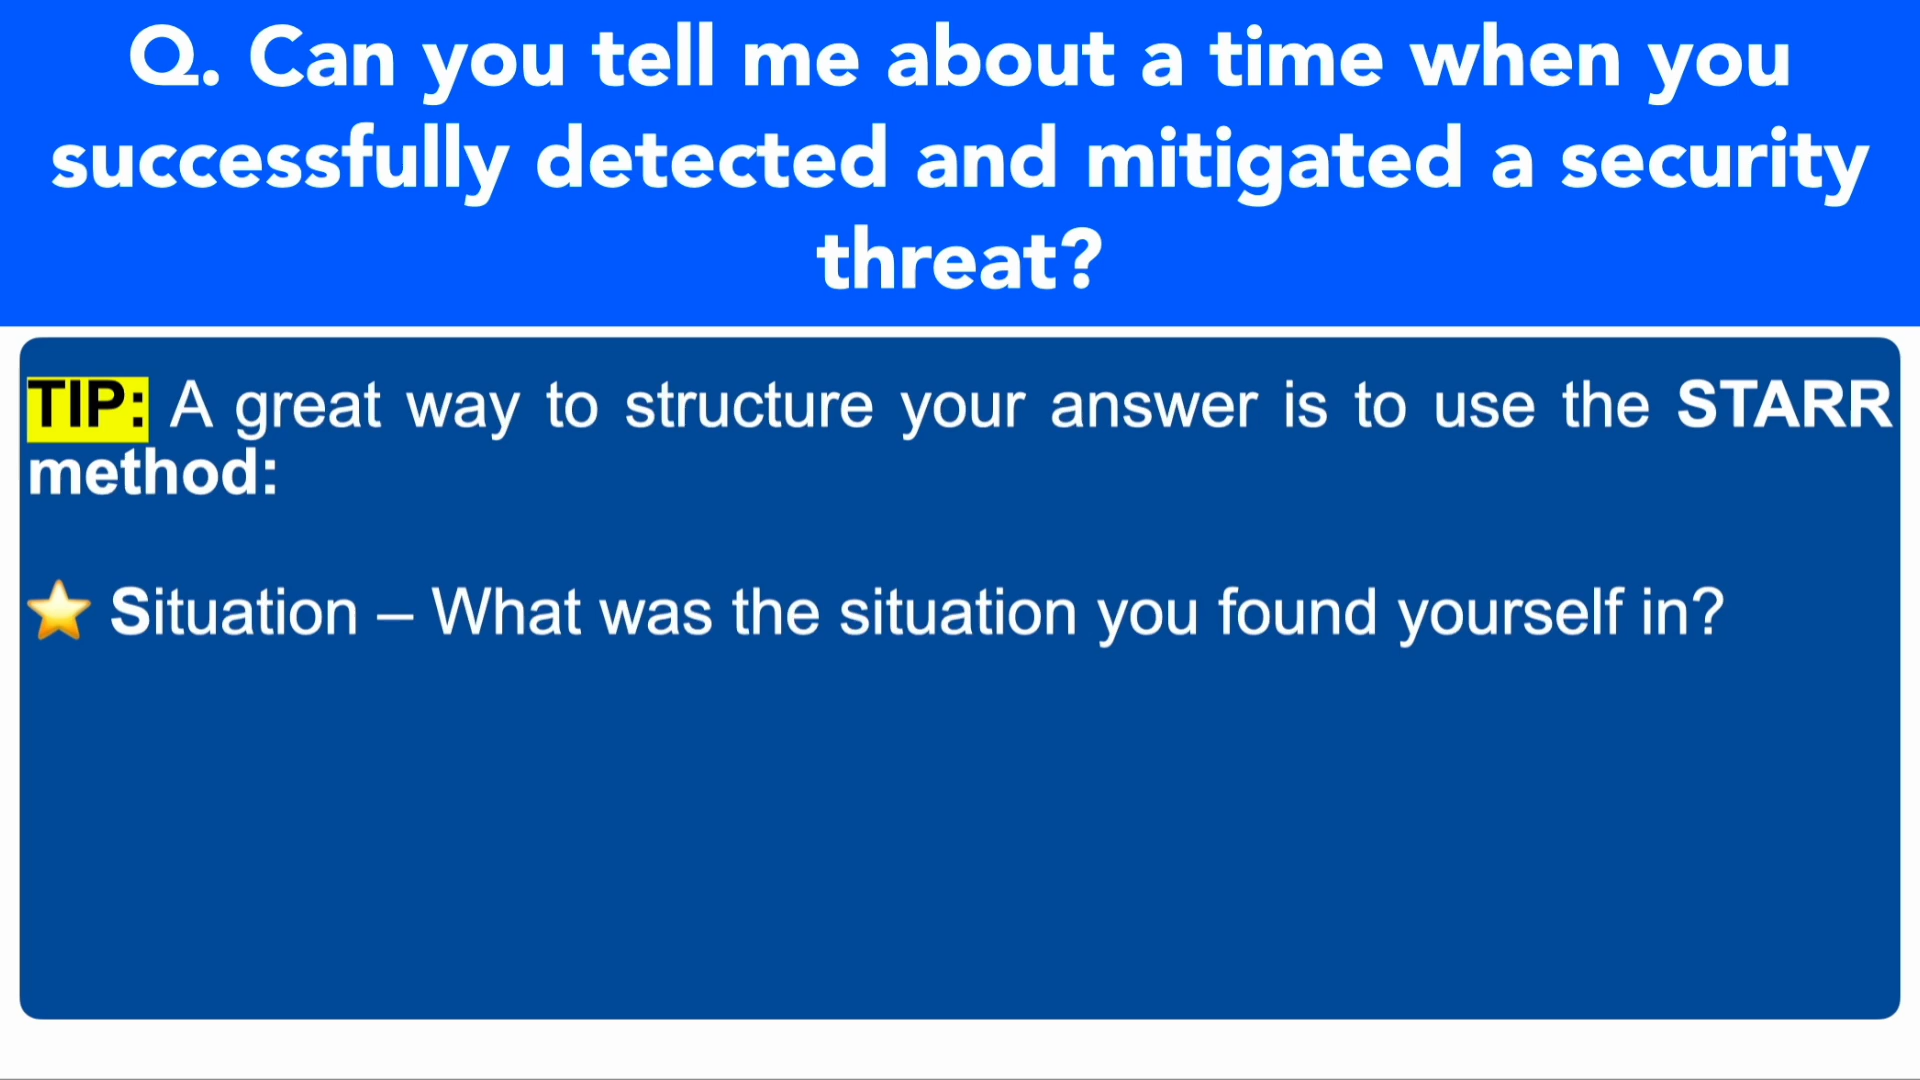 Q. Can you tell me about a time when you
successfully detected and mitigated a security
threat?
TIP: A great way to structure your answer is to use the STARR
method:
⭐ Situation – What was the situation you found yourself in?